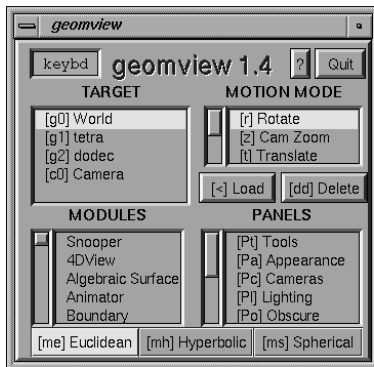 geomview
keybd geomview 1.4 ? Quit
TARGET
[g0] World
[g1] tetra
[g2] dodec
[c0] Camera
MOTION MODE
[r] Rotate
[z] Cam Zoom
[t] Translate
[<] Load [dd] Delete
MODULES
Snooper
4DView
Algebraic Surface
Animator
Boundary
PANELS
[Pt] Tools
[Pa] Appearance
[Pc] Cameras
[Pl] Lighting
[Po] Obscure
[me] Euclidean [mh] Hyperbolic [ms] Spherical